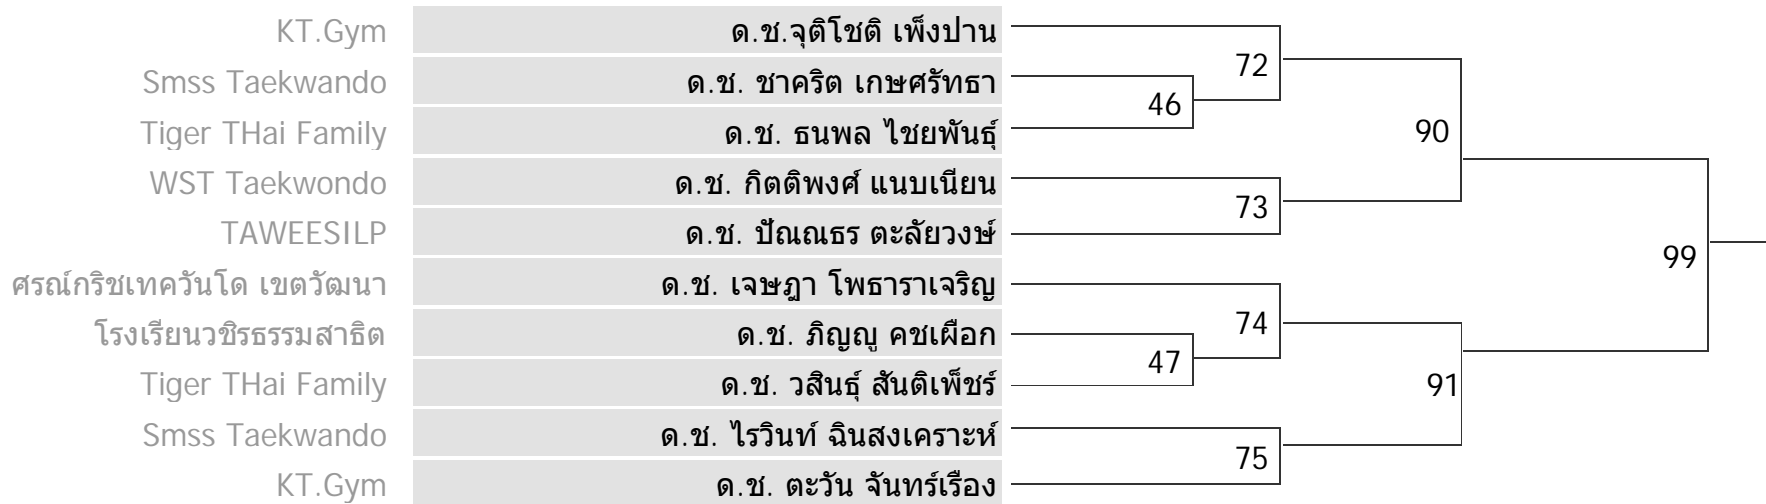 KT.Gym ด.ช.จุติโชติ เพ็งปาน
72
Smss Taekwando ด.ช. ชาคริต เกษศรัทธา
46
Tiger THai Family ด.ช. ธนพล ไชยพันธุ์
90
WST Taekwondo ด.ช. กิตติพงศ์ แนบเนียน
73
TAWEESILP ด.ช. ปัณณธร ตะลัยวงษ์
99
ศรณ์กริชเทควันโด เขตวัฒนา ด.ช. เจษฎา โพธาราเจริญ
74
โรงเรียนวชิรธรรมสาธิต ด.ช. ภิญญู คชเผือก
47
Tiger THai Family ด.ช. วสินธุ์ สันติเพ็ชร์
91
Smss Taekwando ด.ช. ไรวินท์ ฉินสงเคราะห์
75
KT.Gym ด.ช. ตะวัน จันทร์เรือง